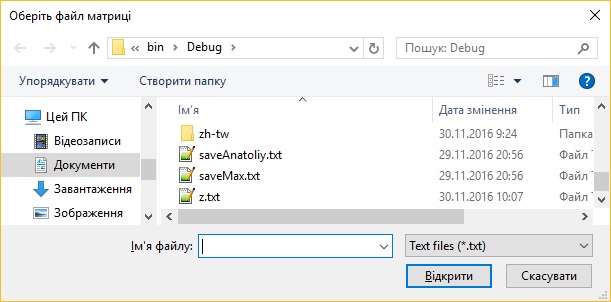 Оберіть файл матриці
« bin > Debug >
Пошук: Debug
Упорядкувати Створити папку
Цей ПК
Відеозаписи
Документи
Завантаження
Зображення
Ім'я Дата змінення Тип
zh-tw 30.11.2016 9:24 Папка
saveAnatoliy.txt 29.11.2016 20:56 Файл
saveMax.txt 29.11.2016 20:56 Файл
z.txt 30.11.2016 10:07 Файл
Ім'я файлу: Text files (*.txt)
Відкрити Скасувати